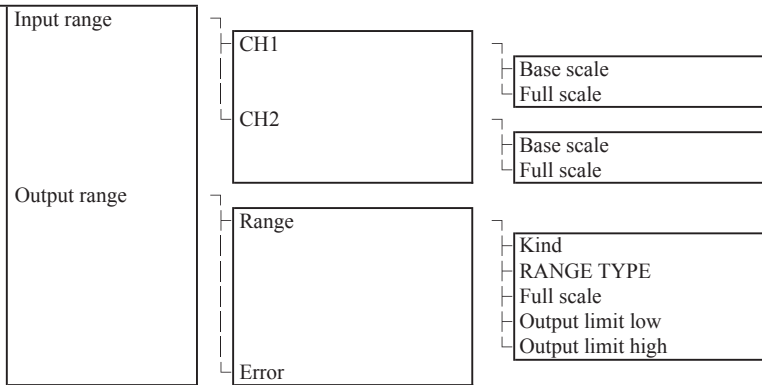 Input range
CH1
Base scale
Full scale
CH2
Base scale
Full scale
Output range
Range
Kind
RANGE TYPE
Full scale
Output limit low
Output limit high
Error